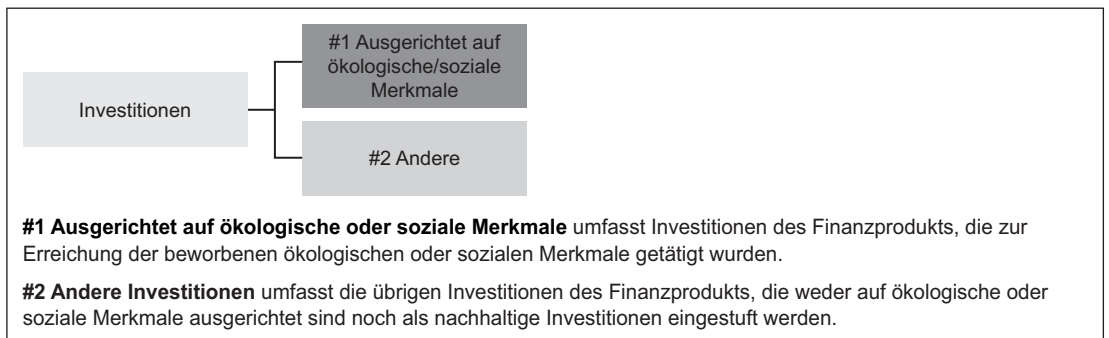 #1 Ausgerichtet auf
ökologische/soziale
Merkmale
Investitionen
#2 Andere
#1 Ausgerichtet auf ökologische oder soziale Merkmale umfasst Investitionen des Finanzprodukts, die zur
Erreichung der beworbenen ökologischen oder sozialen Merkmale getätigt wurden.
#2 Andere Investitionen umfasst die übrigen Investitionen des Finanzprodukts, die weder auf ökologische oder
soziale Merkmale ausgerichtet sind noch als nachhaltige Investitionen eingestuft werden.